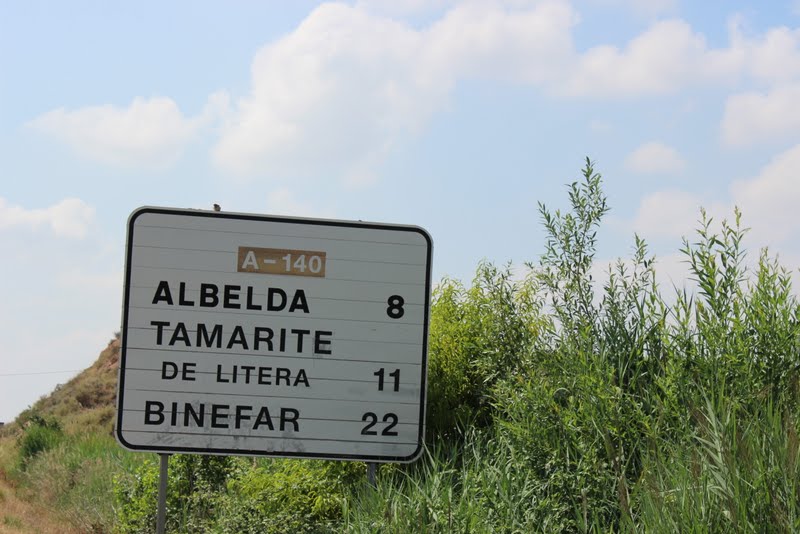 A-140
ALBELDA 8
TAMARITE
DE LITERA 11
BINEFAR 22